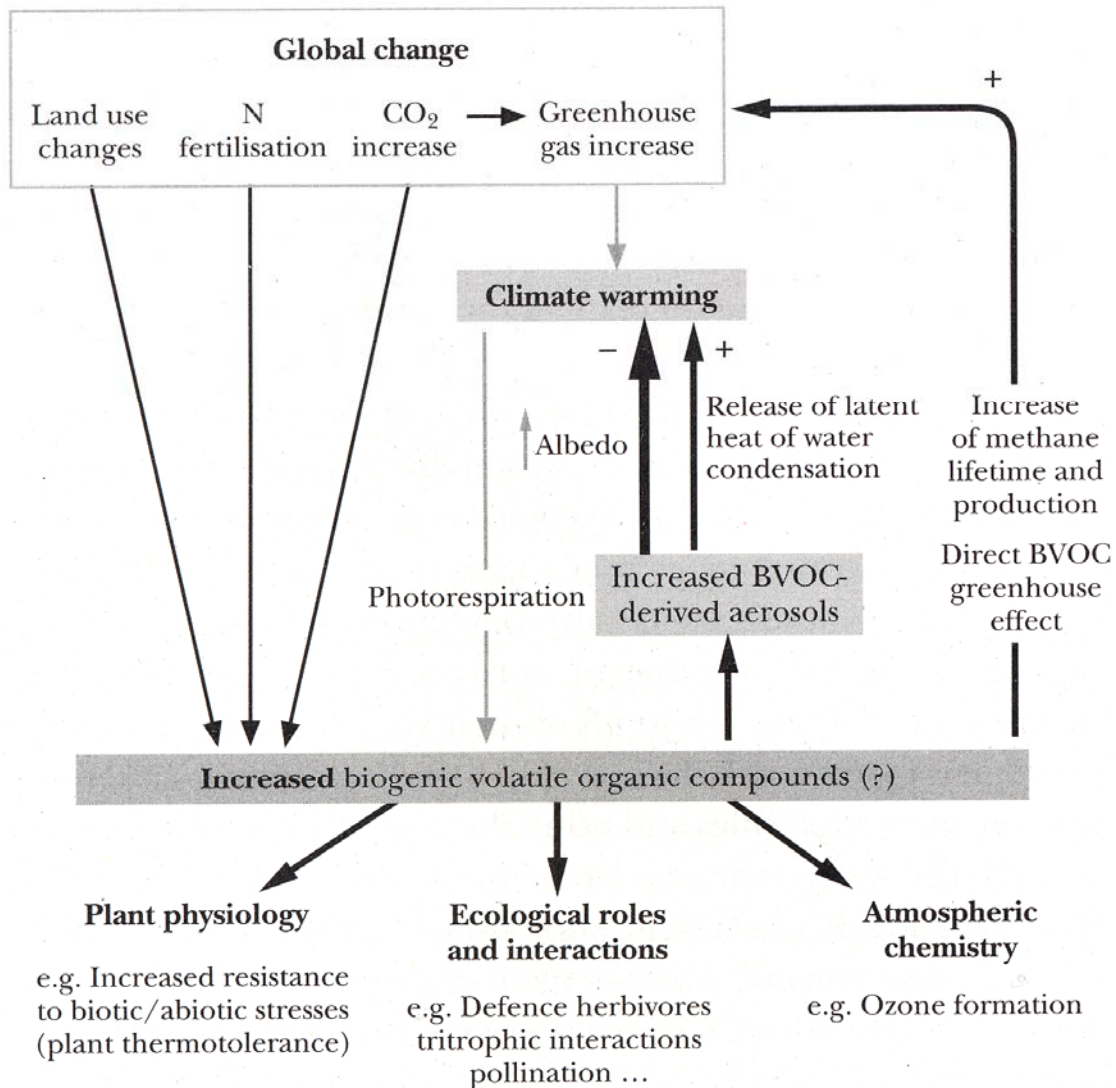 Global change
+
Land use
changes
N
fertilisation
CO₂
increase
Greenhouse
gas increase
Climate warming
–
+
Albedo
Release of latent
heat of water
condensation
Increase
of methane
lifetime and
production
Photorespiration
Increased BVOC-
derived aerosols
Direct BVOC
greenhouse
effect
Increased biogenic volatile organic compounds (?)
Plant physiology
e.g. Increased resistance
to biotic/abiotic stresses
(plant thermotolerance)
Ecological roles
and interactions
e.g. Defence herbivores
tritrophic interactions
pollination ...
Atmospheric
chemistry
e.g. Ozone formation